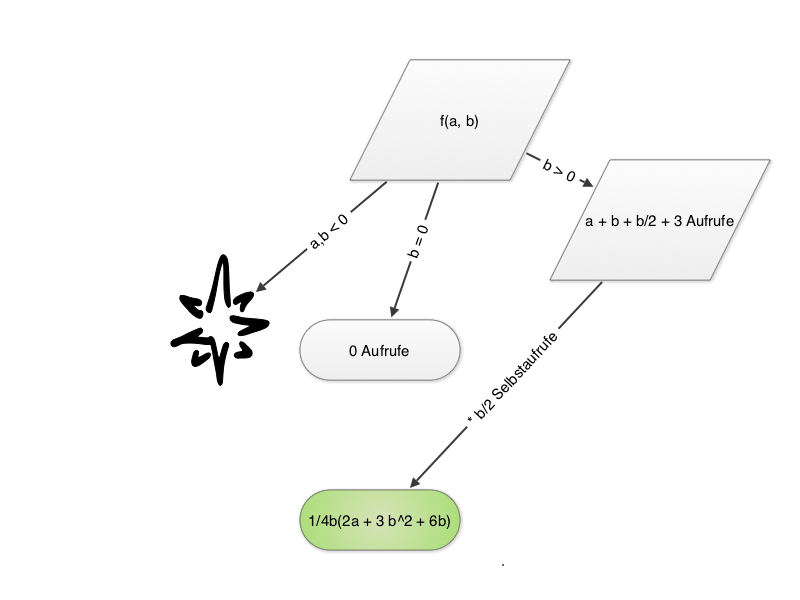 f(a, b)
b > 0
a + b + b/2 + 3 Aufrufe
a,b < 0
b = 0
0 Aufrufe
* b/2 Selbstaufrufe
1/4b(2a + 3 b^2 + 6b)
.